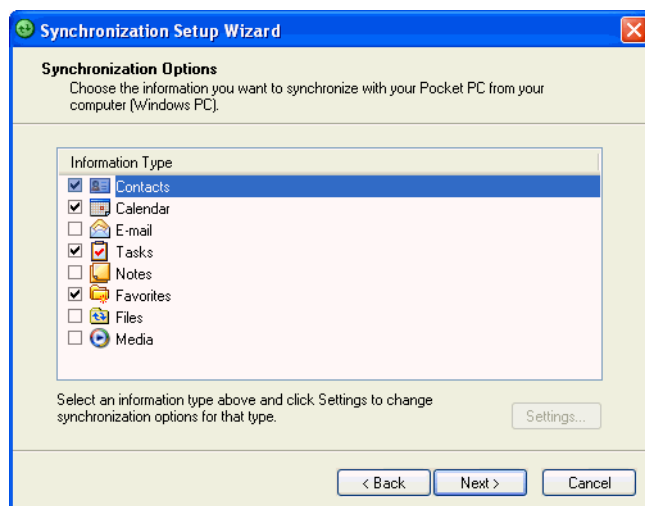 Synchronization Setup Wizard
Synchronization Options
Choose the information you want to synchronize with your Pocket PC from your
computer (Windows PC).
Information Type
Contacts
Calendar
E-mail
Tasks
Notes
Favorites
Files
Media
Select an information type above and click Settings to change
synchronization options for that type.
Settings...
< Back
Next >
Cancel